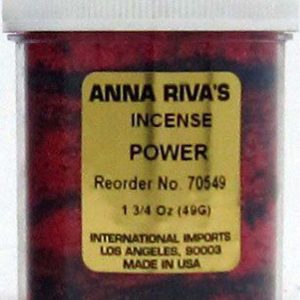 ANNA RIVA'S
INCENSE
POWER
Reorder No. 70549
1 3/4 Oz (49G)
INTERNATIONAL IMPORTS
LOS ANGELES, 90003
MADE IN USA